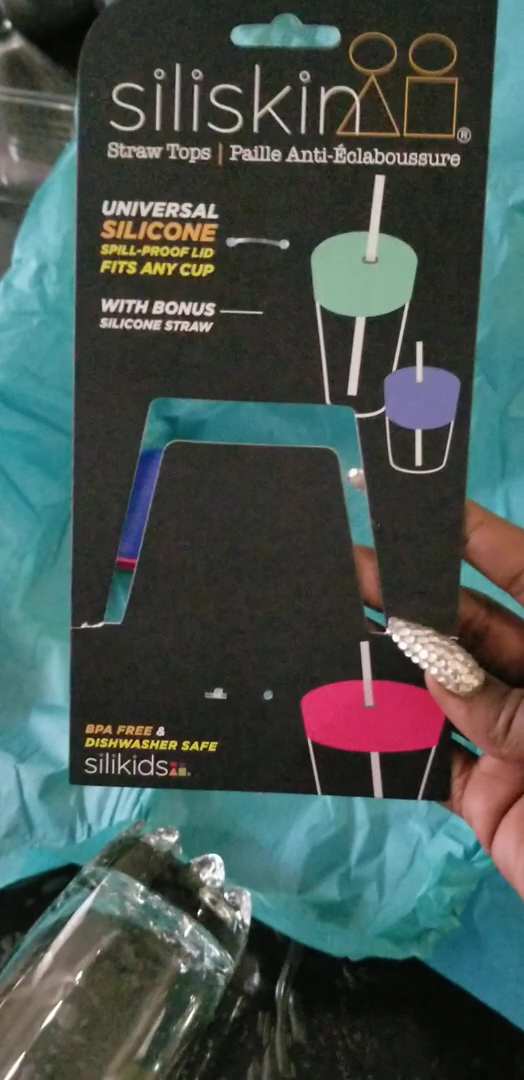 siliskin®
Straw Tops | Paille Anti-Éclaboussure
UNIVERSAL
SILICONE
SPILL-PROOF LID
FITS ANY CUP
WITH BONUS
SILICONE STRAW
BPA FREE &
DISHWASHER SAFE
silikids